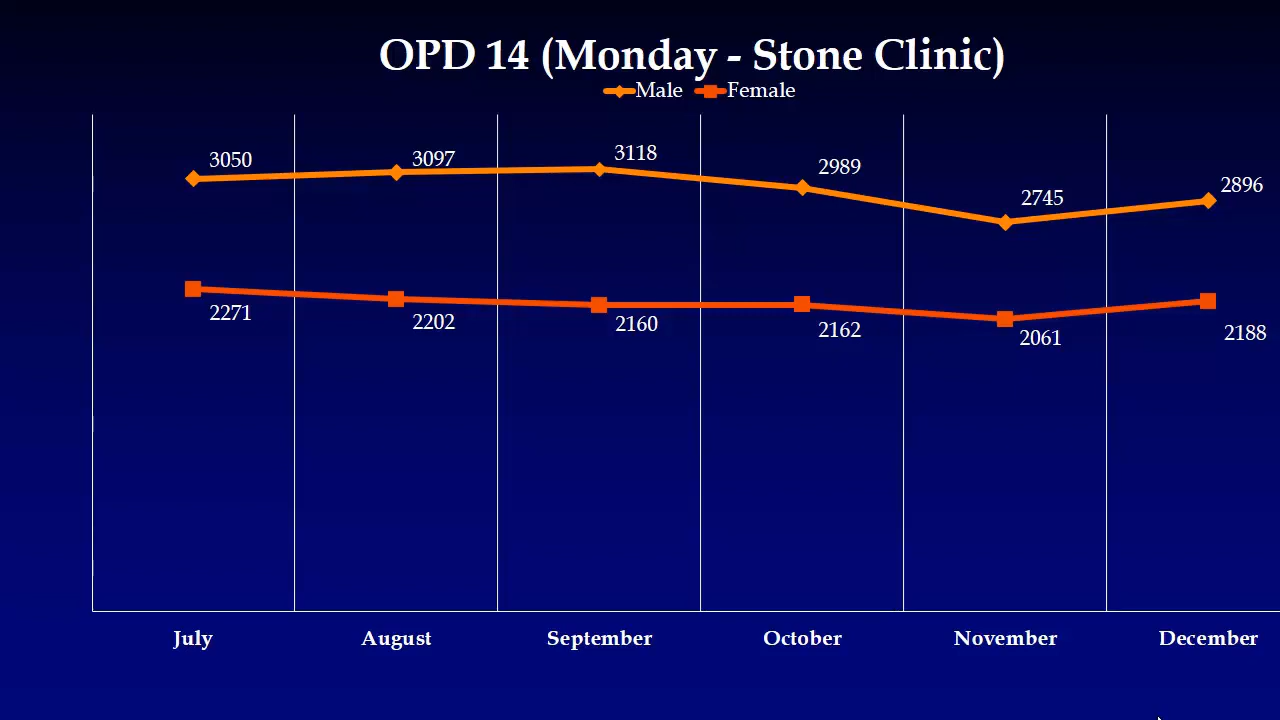 OPD 14 (Monday - Stone Clinic)
Male Female
3050 3097 3118 2989 2745 2896
2271 2202 2160 2162 2061 2188
July August September October November December